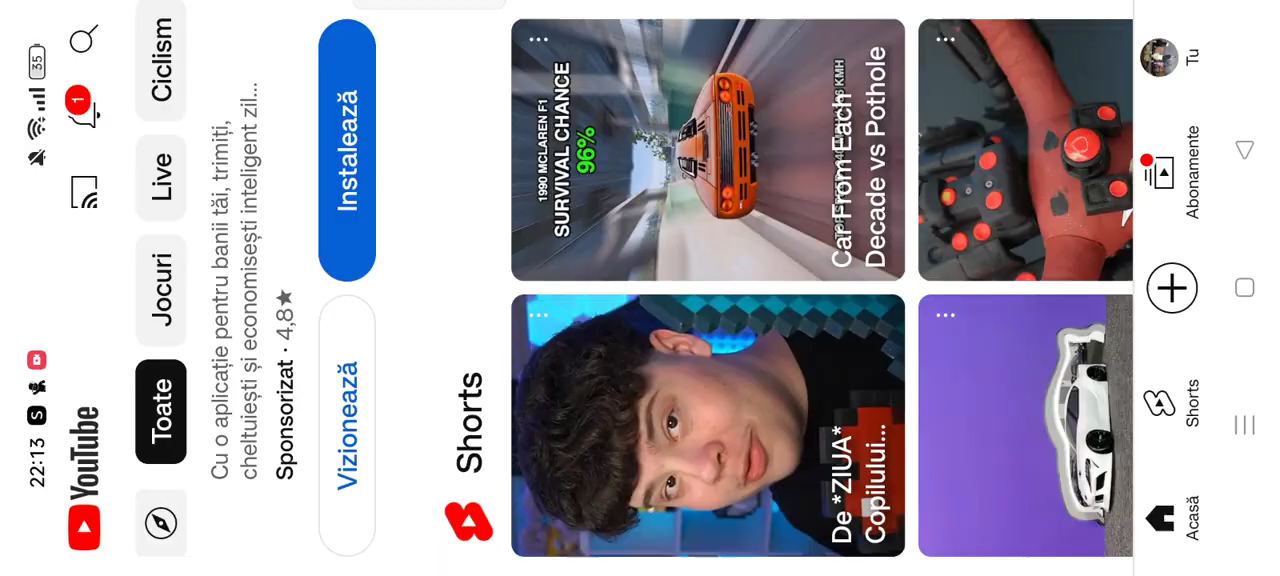 22:13
35
YouTube
1
Toate
Jocuri
Live
Ciclism
Cu o aplicație pentru banii tăi, trimiți,
cheltuiești și economisești inteligent zil...
Sponsorizat · 4,8★
Vizionează
Instalează
Shorts
De *ZIUA*
Copilului...
1990 MCLAREN F1
SURVIVAL CHANCE
96%
Car From Each
Decade vs Pothole
Acasă
Shorts
Abonamente
Tu